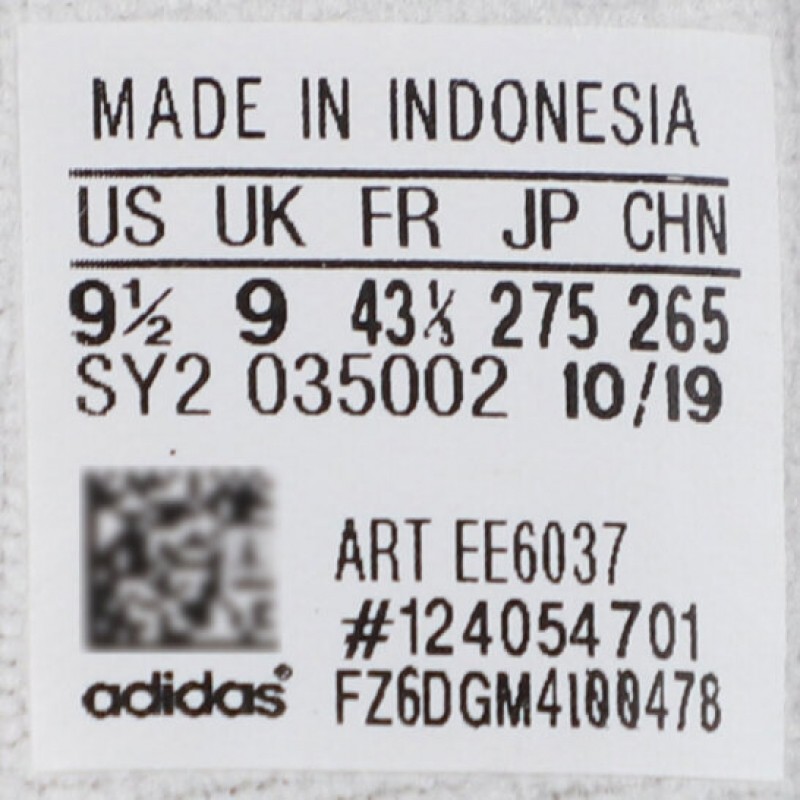 MADE IN INDONESIA
US UK FR JP CHN
9½ 9 43⅓ 275 265
SY2 035002 10/19
ART EE6037
#124054701
adidas® FZ6DGM4100478